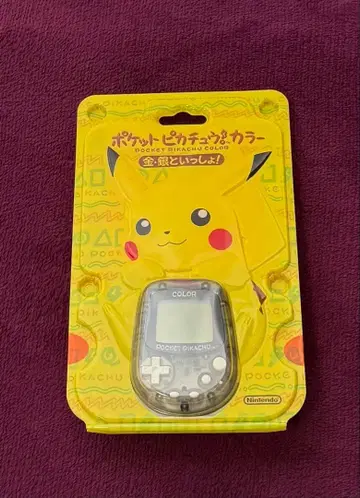 ポケットピカチュウ カラー
POCKET PIKACHU COLOR
金・銀といっしょ!
COLOR
POCKET PIKACHU
Nintendo